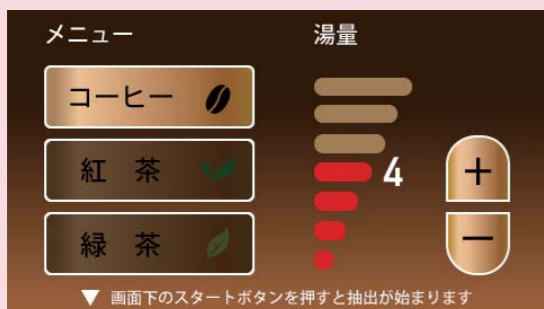 メニュー
湯量
コーヒー
紅 茶
緑 茶
4
+
−
▼ 画面下のスタートボタンを押すと抽出が始まります